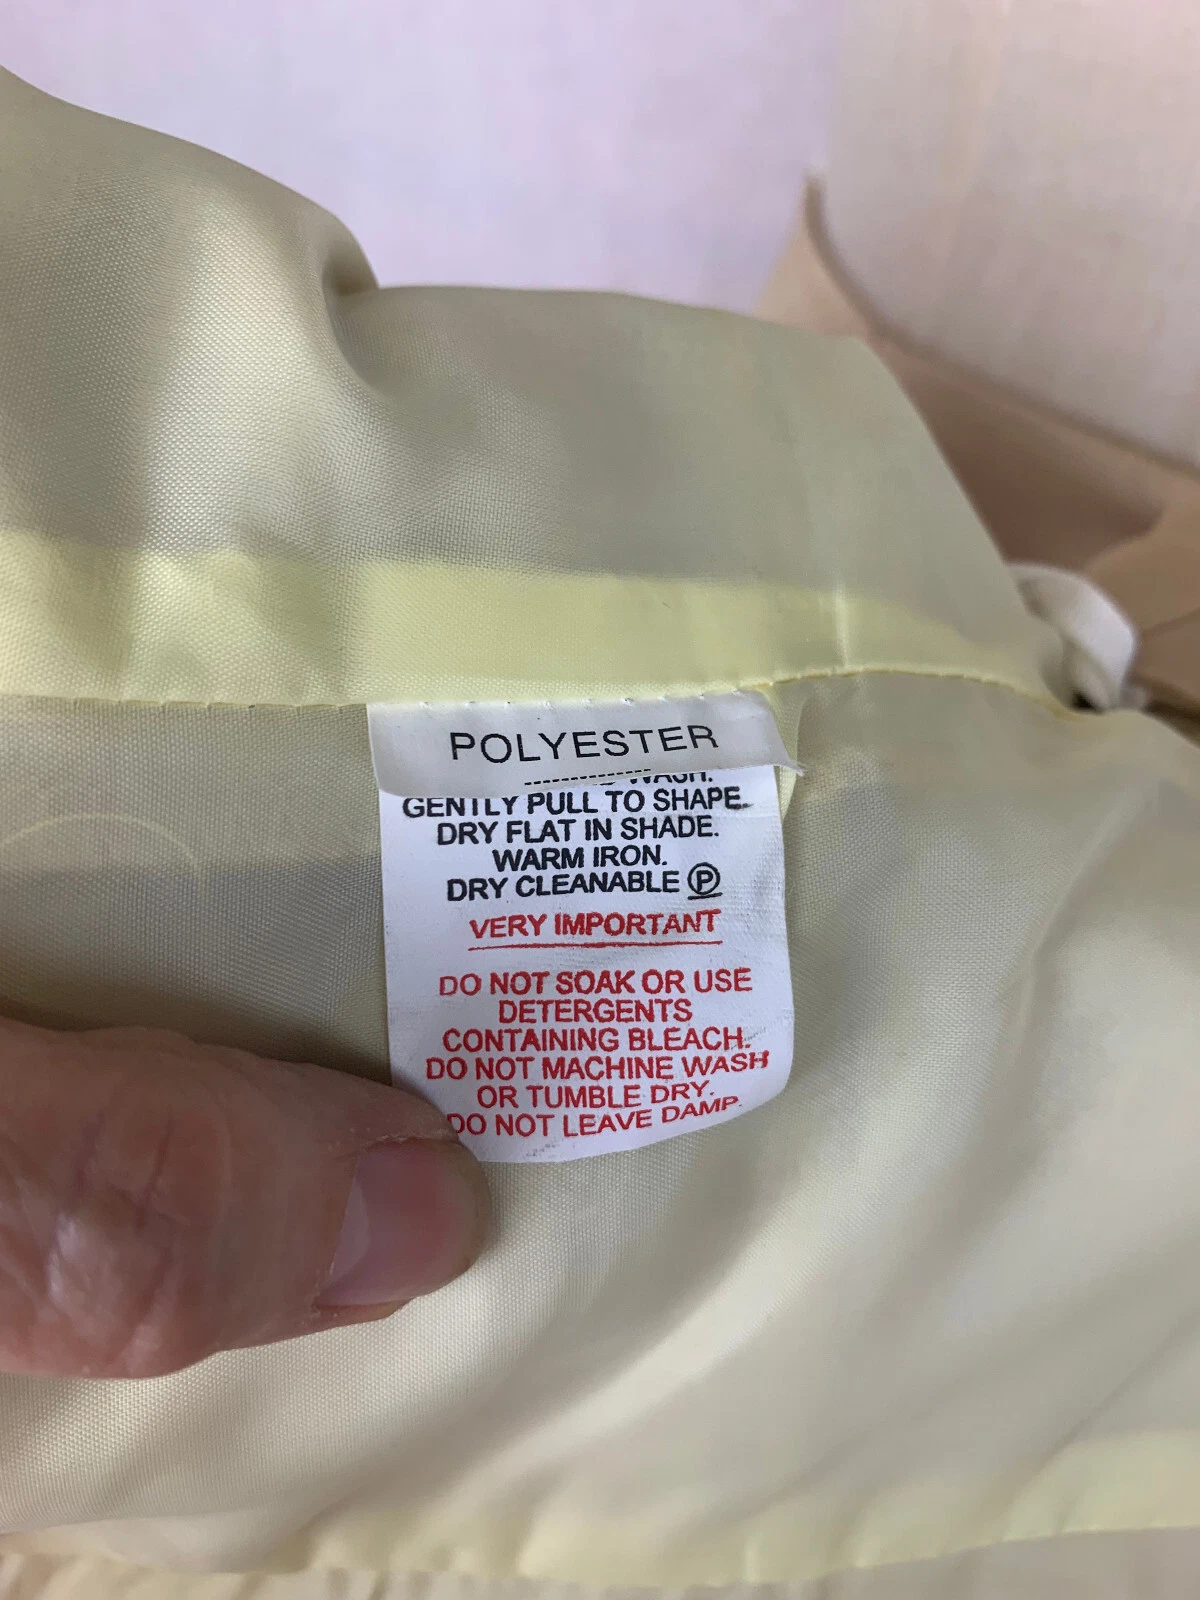 POLYESTER
WASH.
GENTLY PULL TO SHAPE.
DRY FLAT IN SHADE.
WARM IRON.
DRY CLEANABLE Ⓟ
VERY IMPORTANT
DO NOT SOAK OR USE
DETERGENTS
CONTAINING BLEACH.
DO NOT MACHINE WASH
OR TUMBLE DRY.
DO NOT LEAVE DAMP.